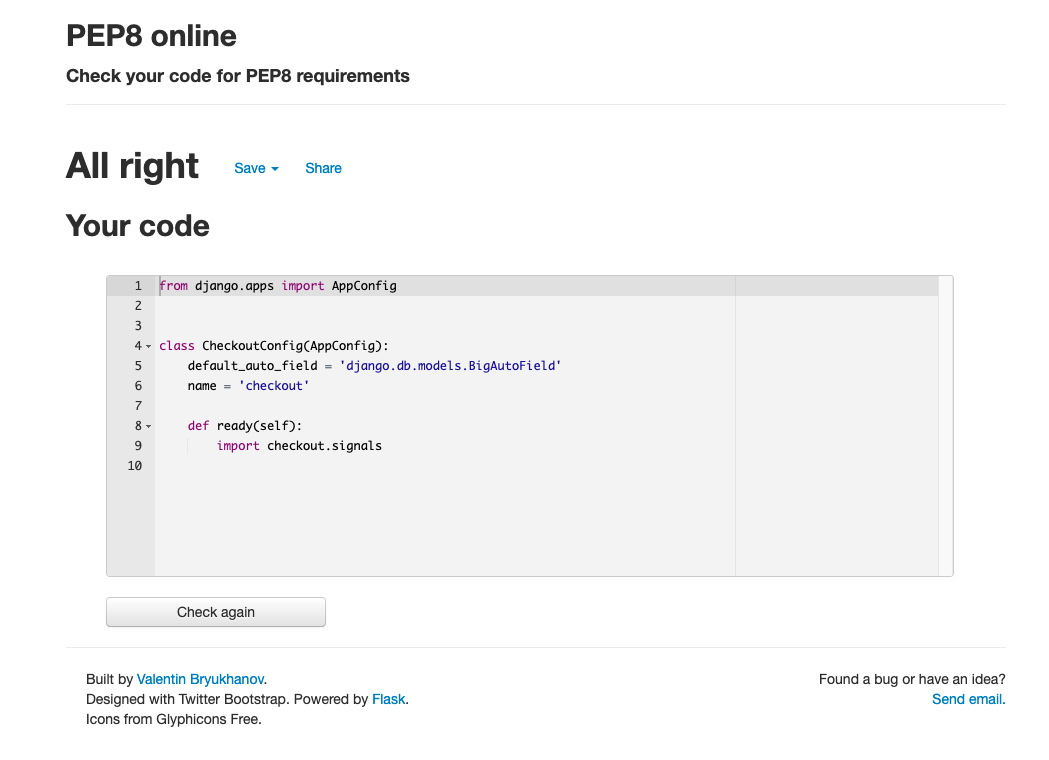 PEP8 online
Check your code for PEP8 requirements
All right Save Share
Your code
1 from django.apps import AppConfig
2
3
4 class CheckoutConfig(AppConfig):
5     default_auto_field = 'django.db.models.BigAutoField'
6     name = 'checkout'
7
8     def ready(self):
9         import checkout.signals
10
Check again
Built by Valentin Bryukhanov. Found a bug or have an idea?
Designed with Twitter Bootstrap. Powered by Flask. Send email.
Icons from Glyphicons Free.